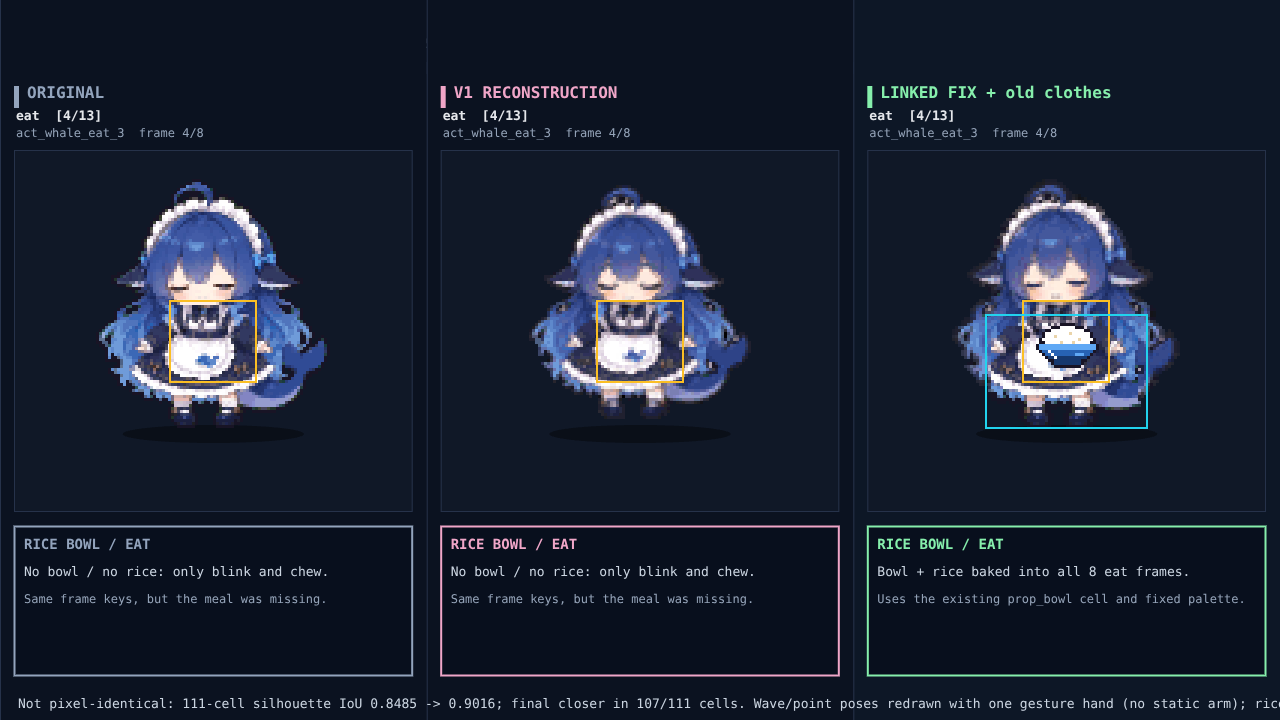 ORIGINAL
eat [4/13]
act_whale_eat_3 frame 4/8
V1 RECONSTRUCTION
eat [4/13]
act_whale_eat_3 frame 4/8
LINKED FIX + old clothes
eat [4/13]
act_whale_eat_3 frame 4/8
RICE BOWL / EAT
No bowl / no rice: only blink and chew.
Same frame keys, but the meal was missing.
RICE BOWL / EAT
No bowl / no rice: only blink and chew.
Same frame keys, but the meal was missing.
RICE BOWL / EAT
Bowl + rice baked into all 8 eat frames.
Uses the existing prop_bowl cell and fixed palette.
Not pixel-identical: 111-cell silhouette IoU 0.8485 -> 0.9016; final closer in 107/111 cells. Wave/point poses redrawn with one gesture hand (no static arm);